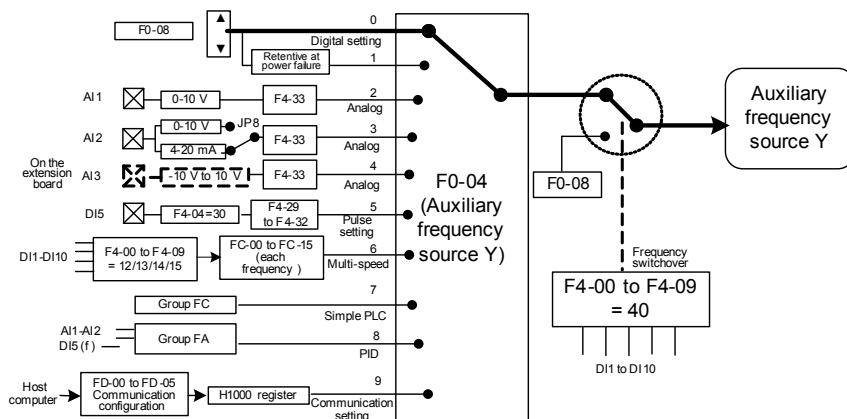 F0-08
0
Digital setting
Retentive at
power failure
1
AI1
0-10 V
F4-33
2
Analog
AI2
0-10 V
JP8
4-20 mA
F4-33
3
Analog
On the
extension
board
AI3
-10 V to 10 V
F4-33
4
Analog
DI5
F4-04=30
F4-29
to F4-32
5
Pulse
setting
DI1-DI10
F4-00 to F4-09
= 12/13/14/15
FC-00 to FC-15
(each
frequency )
6
Multi-speed
Group FC
7
Simple PLC
AI1-AI2
DI5 (f)
Group FA
8
PID
Host
computer
FD-00 to FD-05
Communication
configuration
H1000 register
9
Communication
setting
F0-04
(Auxiliary
frequency
source Y)
F0-08
Auxiliary
frequency
source Y
Frequency
switchover
F4-00 to F4-09
= 40
DI1 to DI10